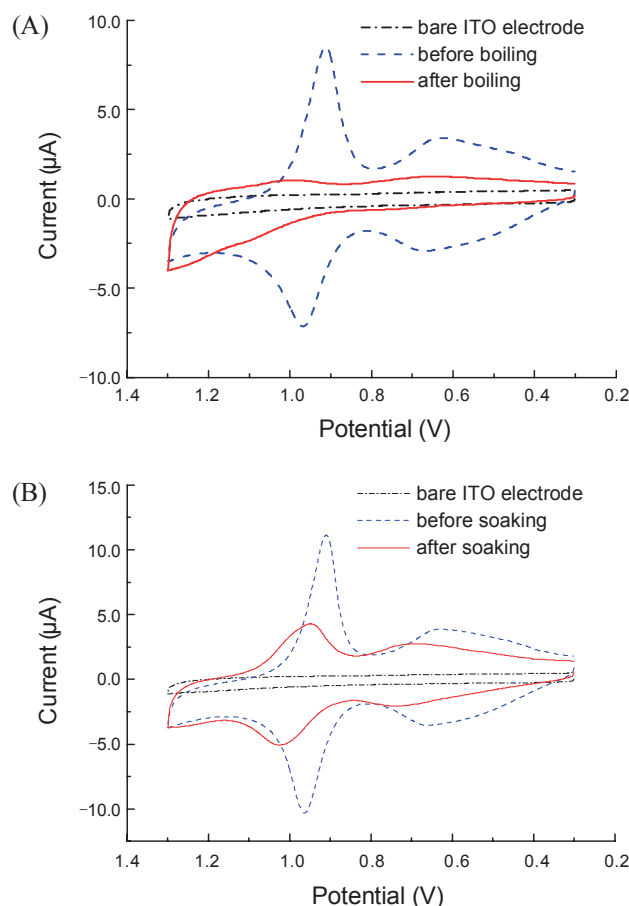 (A)
10.0
5.0
0.0
−5.0
−10.0
Current (µA)
bare ITO electrode
before boiling
after boiling
1.4 1.2 1.0 0.8 0.6 0.4 0.2
Potential (V)
(B)
15.0
10.0
5.0
0.0
−5.0
−10.0
Current (µA)
bare ITO electrode
before soaking
after soaking
1.4 1.2 1.0 0.8 0.6 0.4 0.2
Potential (V)